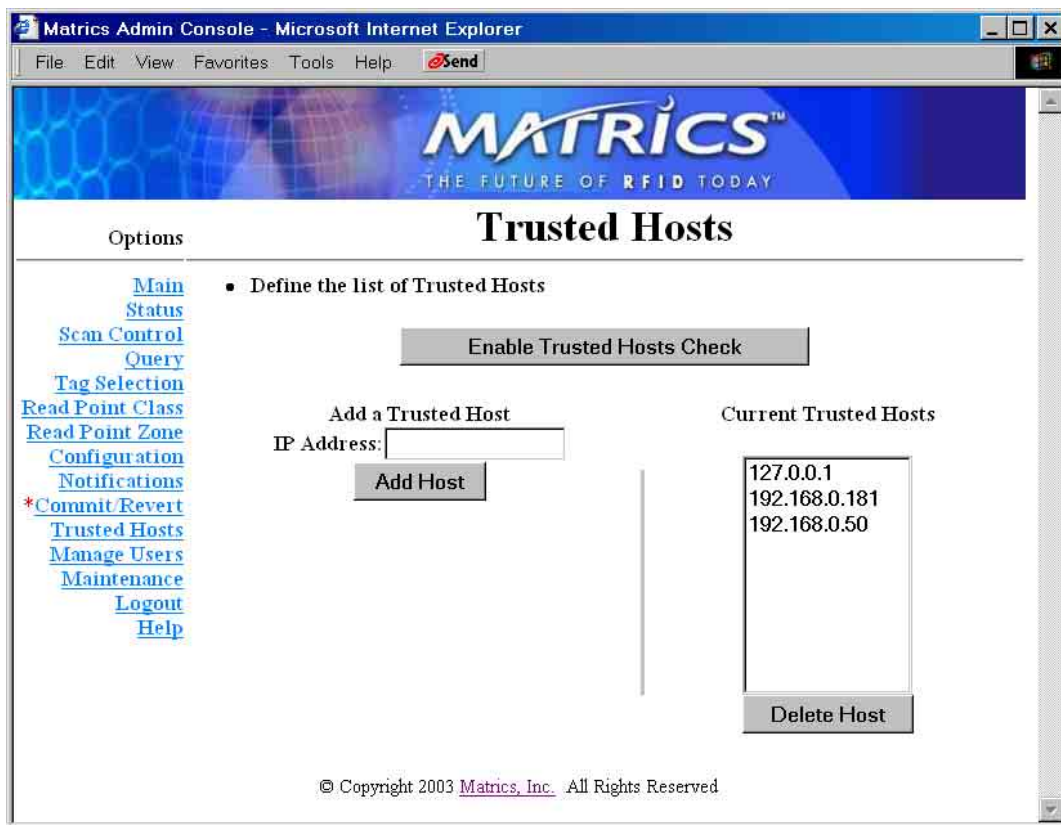 Matrics Admin Console - Microsoft Internet Explorer
File Edit View Favorites Tools Help Send
MATRICS™
THE FUTURE OF RFID TODAY
Options
Trusted Hosts
Main
Status
Scan Control
Query
Tag Selection
Read Point Class
Read Point Zone
Configuration
Notifications
*Commit/Revert
Trusted Hosts
Manage Users
Maintenance
Logout
Help
• Define the list of Trusted Hosts
Enable Trusted Hosts Check
Add a Trusted Host
IP Address:
Add Host
Current Trusted Hosts
127.0.0.1
192.168.0.181
192.168.0.50
Delete Host
© Copyright 2003 Matrics, Inc. All Rights Reserved